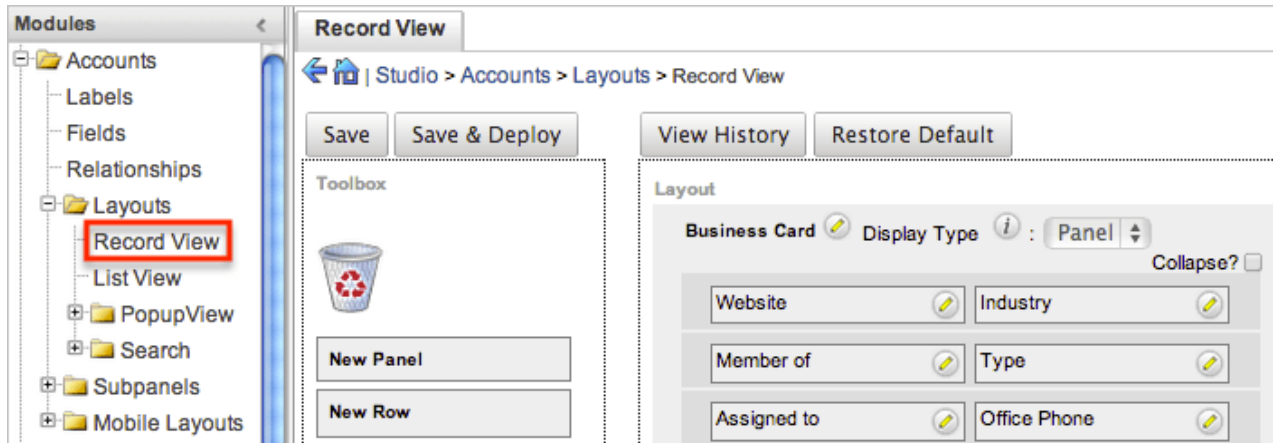 Modules <
Accounts
Labels
Fields
Relationships
Layouts
Record View
List View
PopupView
Search
Subpanels
Mobile Layouts
Record View
| Studio > Accounts > Layouts > Record View
Save Save & Deploy View History Restore Default
Toolbox
New Panel
New Row
Layout
Business Card Display Type i : Panel
Collapse?
Website Industry
Member of Type
Assigned to Office Phone